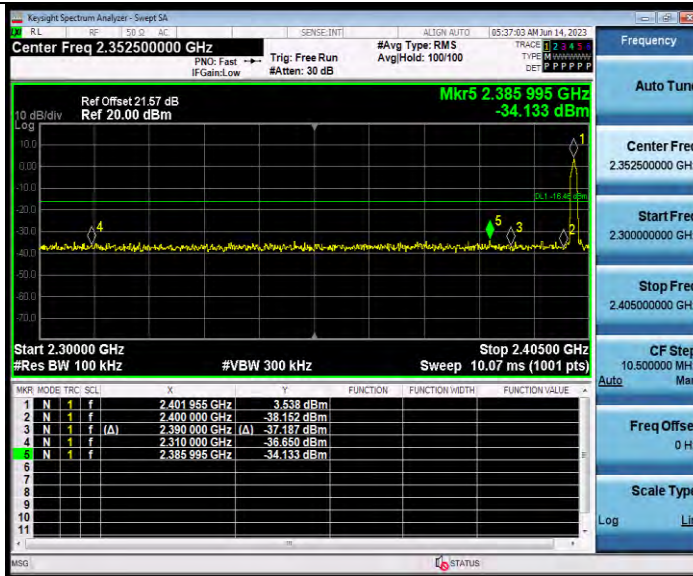 Keysight Spectrum Analyzer - Swept SA
RL RF 50 Ω AC SENSE:INT ALIGN AUTO 05:37:03 AM Jun 14, 2023
Center Freq 2.352500000 GHz
PNO: Fast Trig: Free Run
IFGain:Low #Atten: 30 dB
#Avg Type: RMS
Avg|Hold: 100/100
TRACE 1 2 3 4 5 6
TYPE M WWWWW
DET P P P P P P
Mkr5 2.385 995 GHz
-34.133 dBm
Ref Offset 21.57 dB
10 dB/div Ref 20.00 dBm
Log
10.0
0.00
-10.0
-20.0
-30.0
-40.0
-50.0
-60.0
-70.0
1
DL1 -16.46 dBm
4
5
3
2
Start 2.30000 GHz Stop 2.40500 GHz
#Res BW 100 kHz #VBW 300 kHz Sweep 10.07 ms (1001 pts)
MKR MODE TRC SCL X Y FUNCTION FUNCTION WIDTH FUNCTION VALUE
1 N 1 f 2.401 955 GHz 3.538 dBm
2 N 1 f 2.400 000 GHz -38.152 dBm
3 N 1 f (Δ) 2.390 000 GHz (Δ) -37.187 dBm
4 N 1 f 2.310 000 GHz -36.650 dBm
5 N 1 f 2.385 995 GHz -34.133 dBm
6
7
8
9
10
11
MSG STATUS
Frequency
Auto Tune
Center Freq
2.352500000 GHz
Start Freq
2.300000000 GHz
Stop Freq
2.405000000 GHz
CF Step
10.500000 MHz
Auto Man
Freq Offset
0 Hz
Scale Type
Log Lin